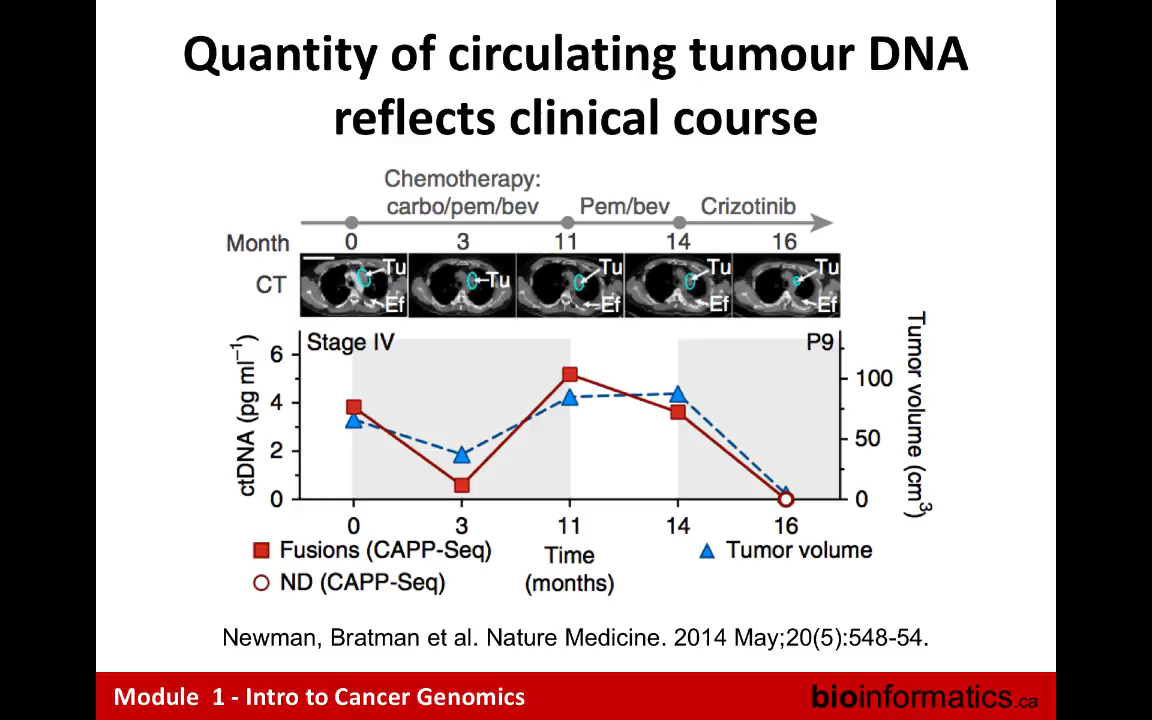 Quantity of circulating tumour DNA
reflects clinical course
Chemotherapy:
carbo/pem/bev
Pem/bev
Crizotinib
Month 0 3 11 14 16
CT
Tu Tu Tu Tu Tu
Ef Ef Ef Ef
Stage IV
P9
ctDNA (pg ml⁻¹)
6
4
2
0
Tumor volume (cm³)
100
50
0
0 3 11 14 16
Time
(months)
Fusions (CAPP-Seq)
ND (CAPP-Seq)
Tumor volume
Newman, Bratman et al. Nature Medicine. 2014 May;20(5):548-54.
Module 1 - Intro to Cancer Genomics
bioinformatics.ca